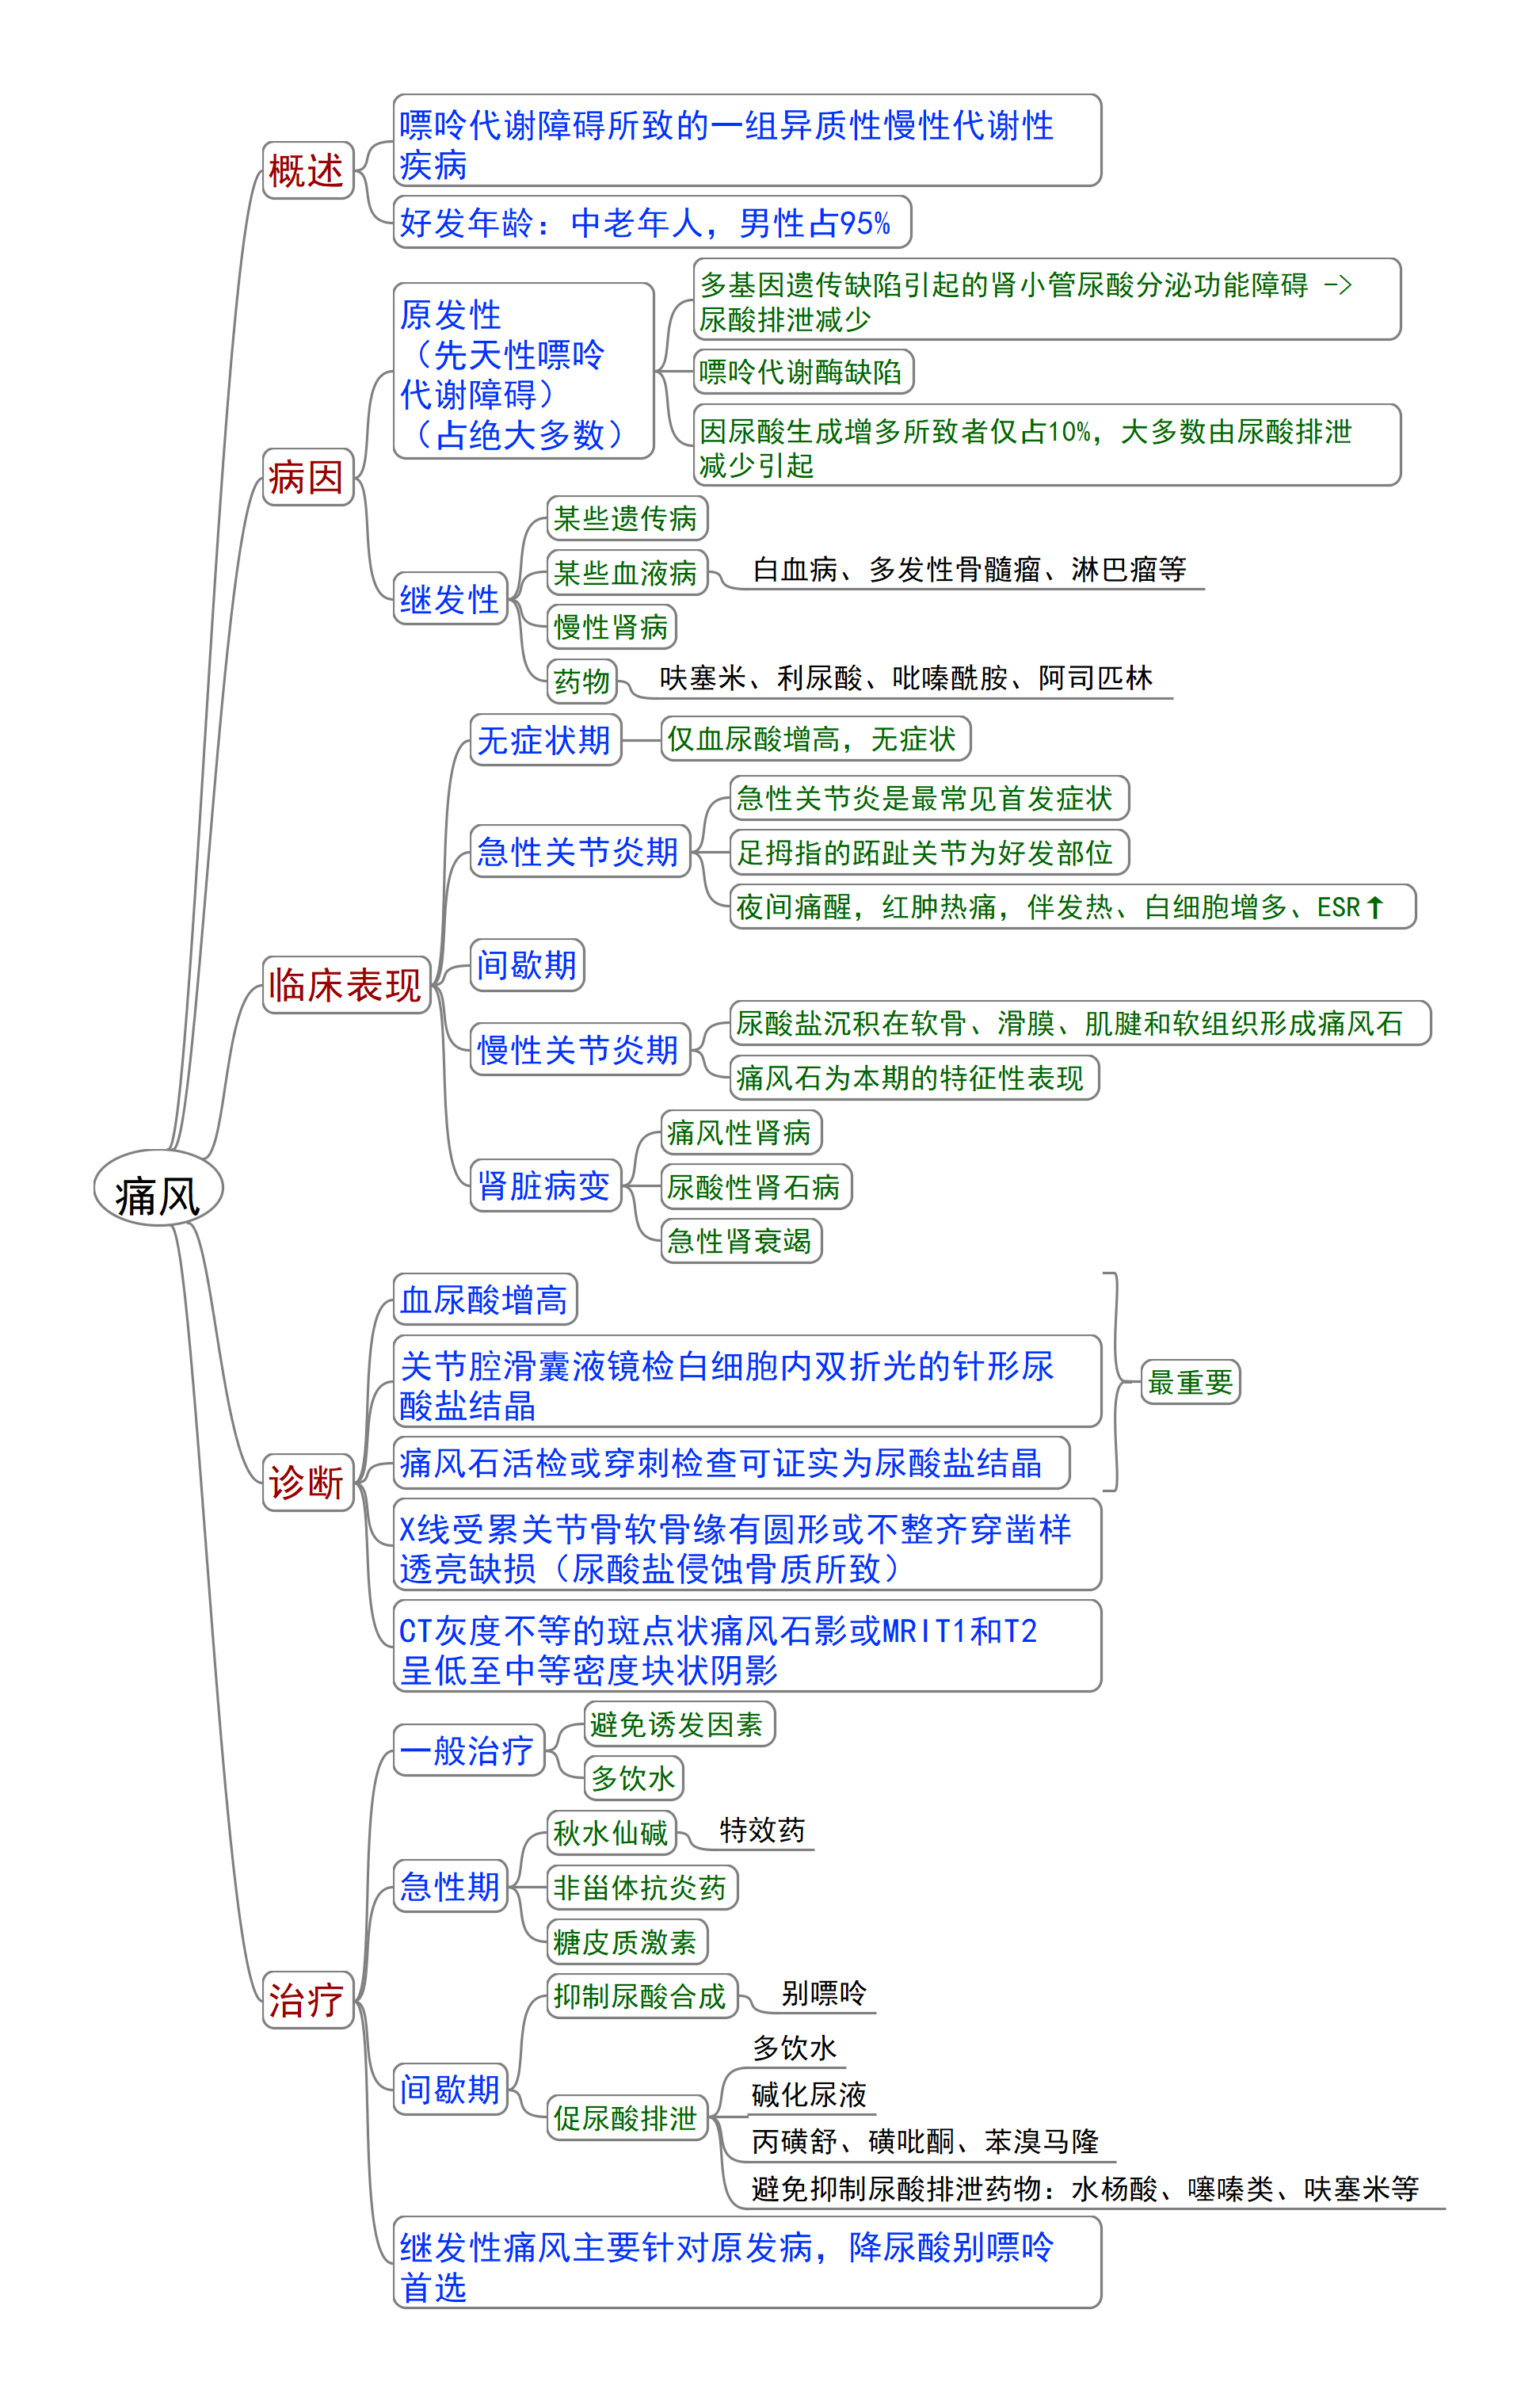 嘌呤代谢障碍所致的一组异质性慢性代谢性
疾病
概述
好发年龄：中老年人，男性占95%
多基因遗传缺陷引起的肾小管尿酸分泌功能障碍 ->
尿酸排泄减少
原发性
（先天性嘌呤
代谢障碍）
（占绝大多数）
嘌呤代谢酶缺陷
因尿酸生成增多所致者仅占10%，大多数由尿酸排泄
减少引起
病因
某些遗传病
某些血液病
白血病、多发性骨髓瘤、淋巴瘤等
继发性
慢性肾病
药物
呋塞米、利尿酸、吡嗪酰胺、阿司匹林
无症状期
仅血尿酸增高，无症状
急性关节炎是最常见首发症状
急性关节炎期
足拇指的跖趾关节为好发部位
夜间痛醒，红肿热痛，伴发热、白细胞增多、ESR↑
间歇期
临床表现
尿酸盐沉积在软骨、滑膜、肌腱和软组织形成痛风石
慢性关节炎期
痛风石为本期的特征性表现
痛风性肾病
肾脏病变
尿酸性肾石病
急性肾衰竭
痛风
血尿酸增高
关节腔滑囊液镜检白细胞内双折光的针形尿
酸盐结晶
最重要
痛风石活检或穿刺检查可证实为尿酸盐结晶
诊断
X线受累关节骨软骨缘有圆形或不整齐穿凿样
透亮缺损（尿酸盐侵蚀骨质所致）
CT灰度不等的斑点状痛风石影或MRIT1和T2
呈低至中等密度块状阴影
避免诱发因素
一般治疗
多饮水
秋水仙碱
特效药
急性期
非甾体抗炎药
糖皮质激素
治疗
抑制尿酸合成
别嘌呤
间歇期
多饮水
碱化尿液
促尿酸排泄
丙磺舒、磺吡酮、苯溴马隆
避免抑制尿酸排泄药物：水杨酸、噻嗪类、呋塞米等
继发性痛风主要针对原发病，降尿酸别嘌呤
首选